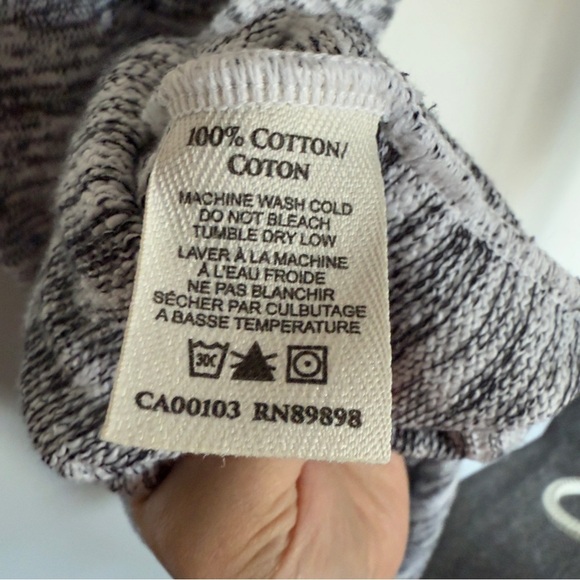 100% COTTON/
COTON
MACHINE WASH COLD
DO NOT BLEACH
TUMBLE DRY LOW
LAVER À LA MACHINE
À L'EAU FROIDE
NE PAS BLANCHIR
SÉCHER PAR CULBUTAGE
A BASSE TEMPERATURE
30C
CA00103 RN89898